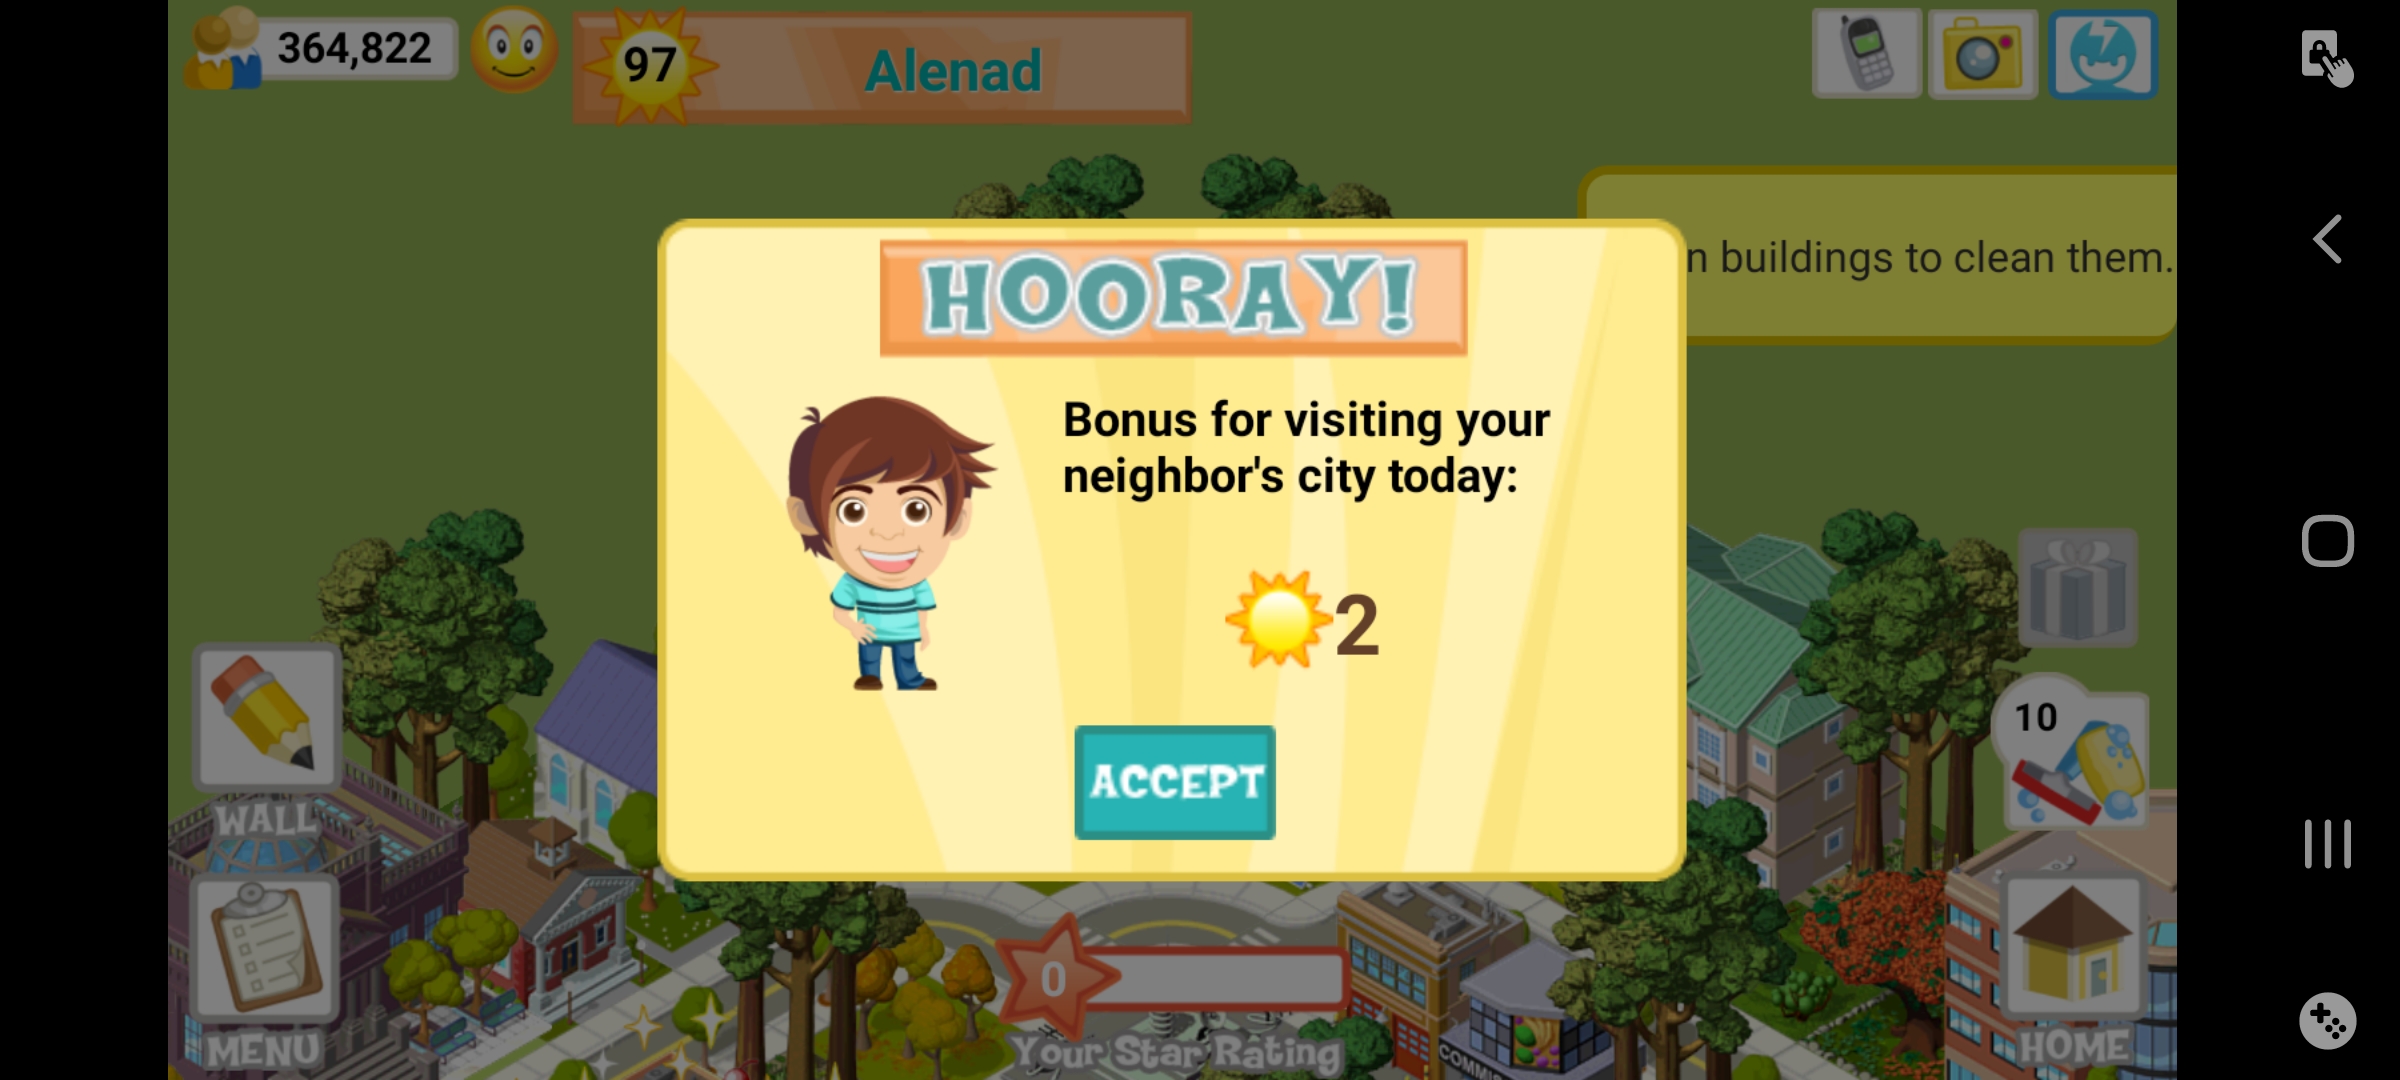 364,822
97
Alenad
n buildings to clean them.
HOORAY!
Bonus for visiting your
neighbor's city today:
2
ACCEPT
10
WALL
MENU
0
Your Star Rating
COMMI
HOME